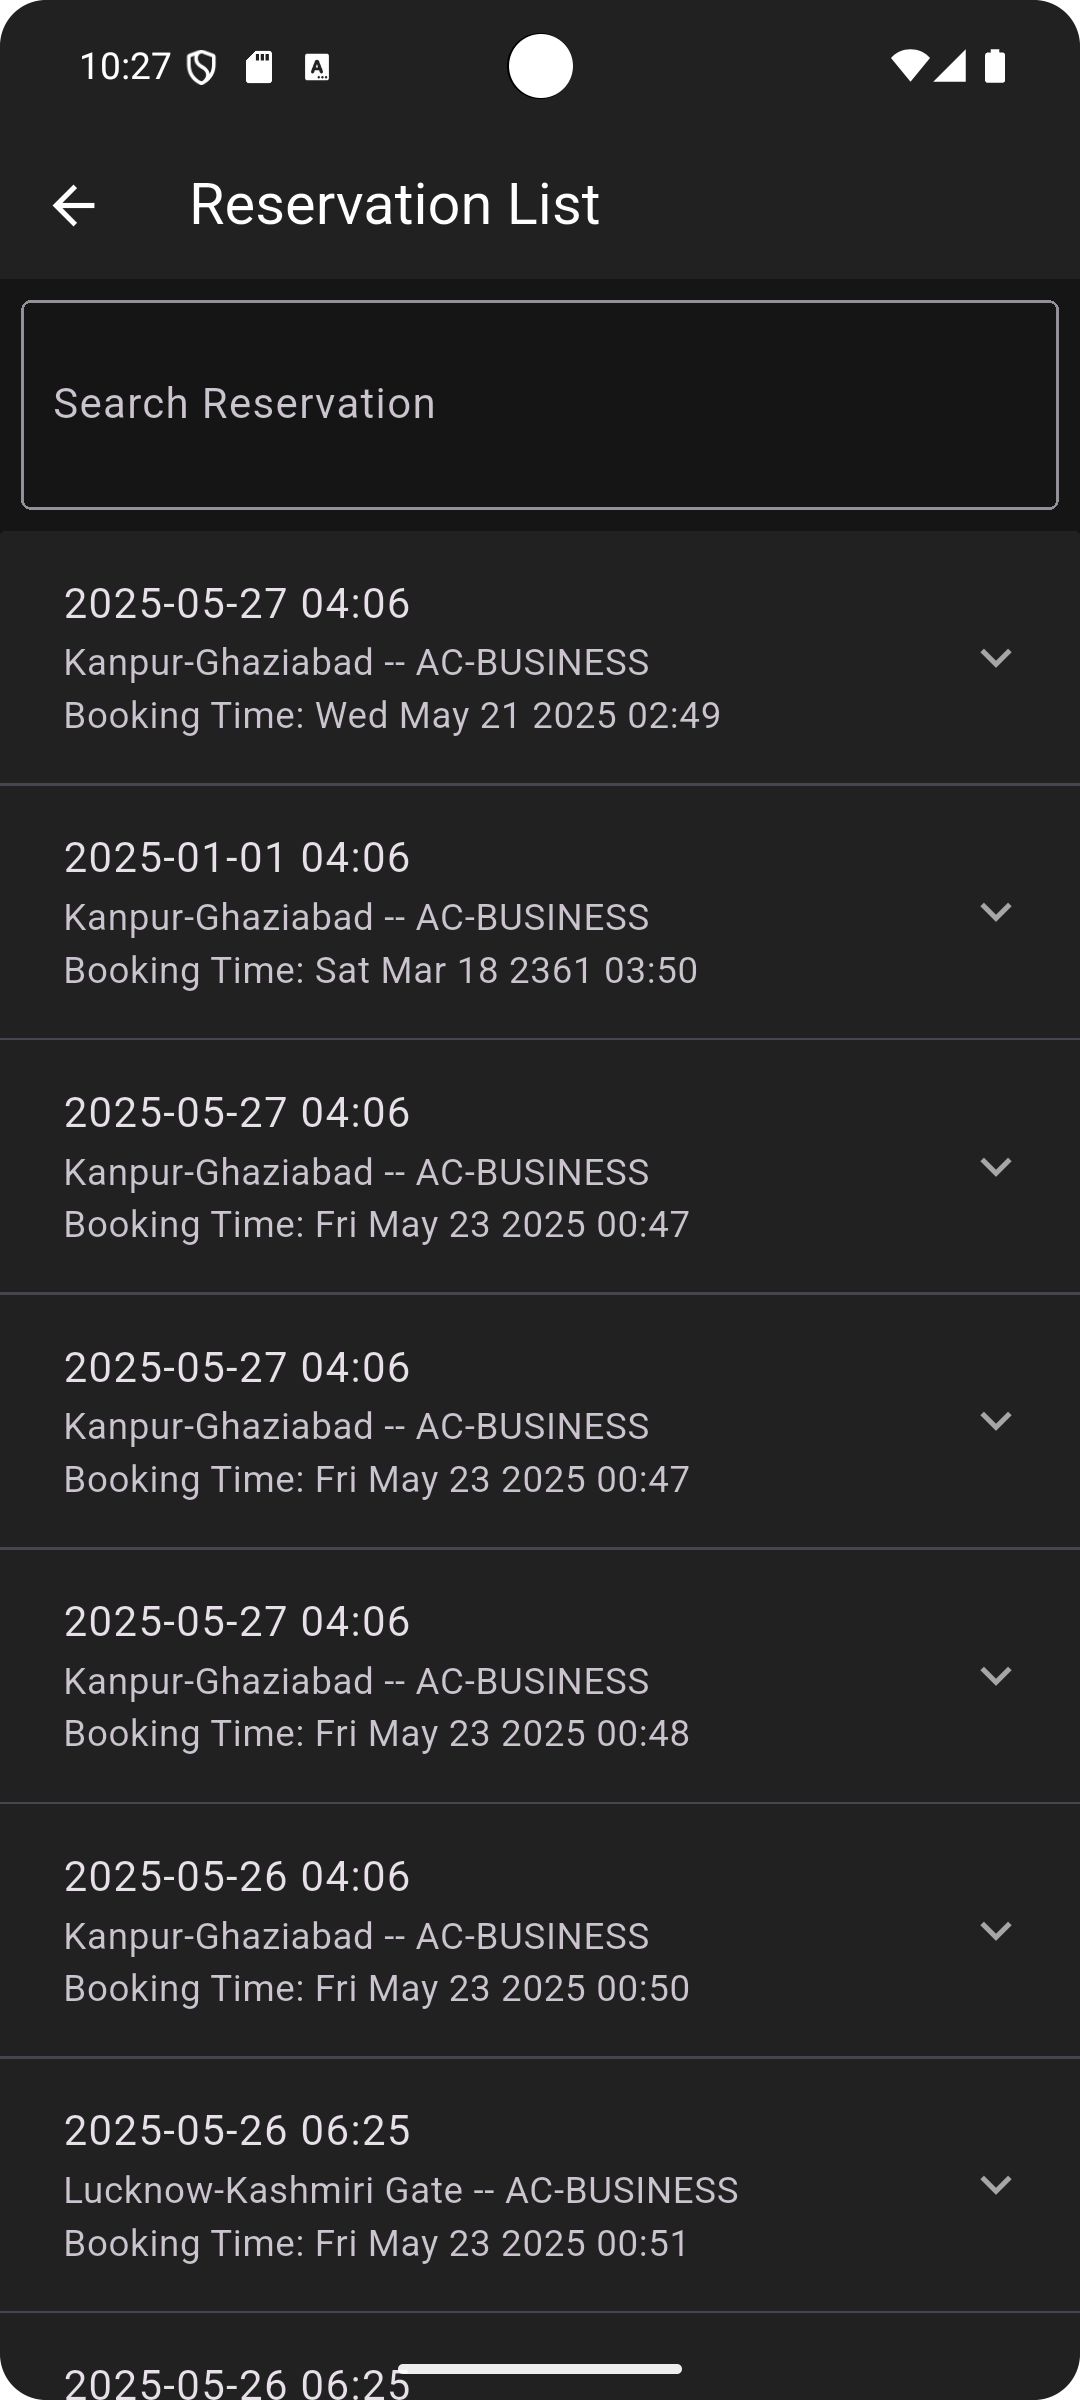 10:27
Reservation List
Search Reservation
2025-05-27 04:06
Kanpur-Ghaziabad -- AC-BUSINESS
Booking Time: Wed May 21 2025 02:49
2025-01-01 04:06
Kanpur-Ghaziabad -- AC-BUSINESS
Booking Time: Sat Mar 18 2361 03:50
2025-05-27 04:06
Kanpur-Ghaziabad -- AC-BUSINESS
Booking Time: Fri May 23 2025 00:47
2025-05-27 04:06
Kanpur-Ghaziabad -- AC-BUSINESS
Booking Time: Fri May 23 2025 00:47
2025-05-27 04:06
Kanpur-Ghaziabad -- AC-BUSINESS
Booking Time: Fri May 23 2025 00:48
2025-05-26 04:06
Kanpur-Ghaziabad -- AC-BUSINESS
Booking Time: Fri May 23 2025 00:50
2025-05-26 06:25
Lucknow-Kashmiri Gate -- AC-BUSINESS
Booking Time: Fri May 23 2025 00:51
2025-05-26 06:25